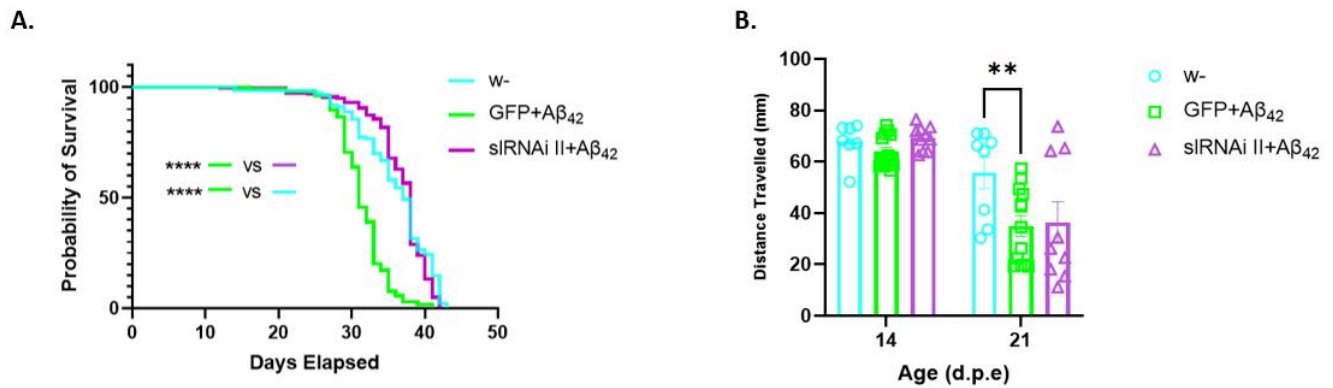 A.
Probability of Survival
100
50
0
0 10 20 30 40 50
Days Elapsed
**** vs
**** vs
w-
GFP+Aβ₄₂
slRNAi II+Aβ₄₂
B.
Distance Travelled (mm)
100
80
60
40
20
0
**
14 21
Age (d.p.e)
w-
GFP+Aβ₄₂
slRNAi II+Aβ₄₂